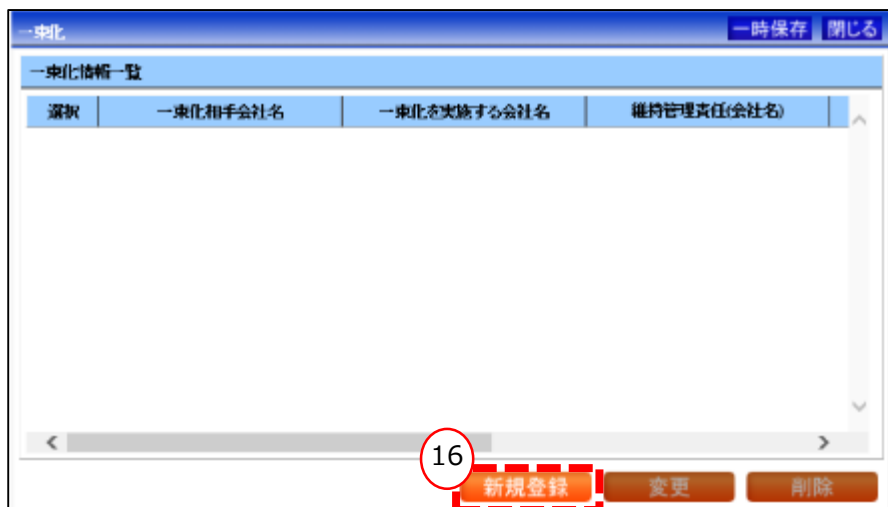 一束化
一時保存 閉じる
一束化情報一覧
選択 一束化相手会社名 一束化を実施する会社名 維持管理責任(会社名)
16
新規登録 変更 削除